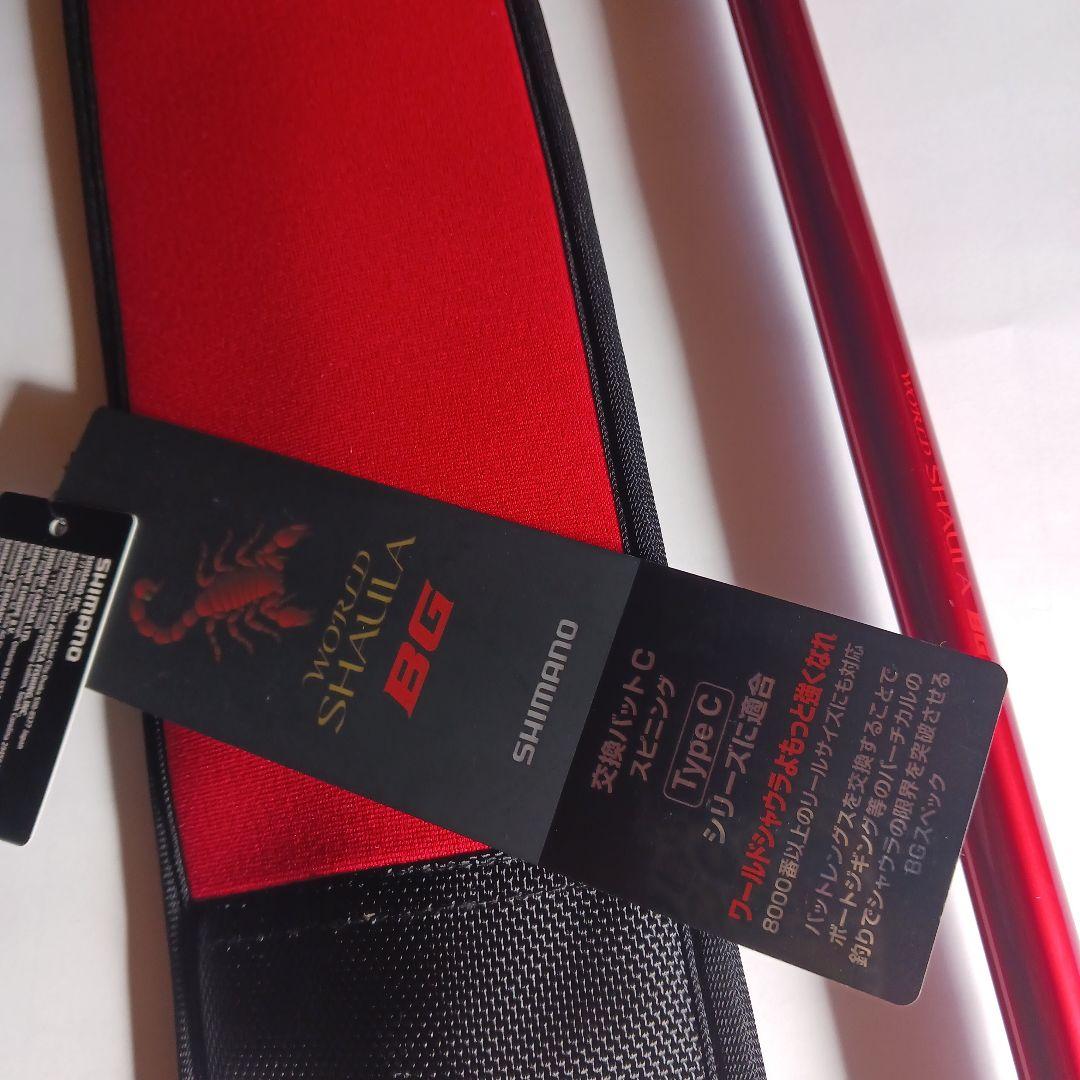 WORLD
SHAULA
BG
SHIMANO
交換バットC
スピニング
Type C
シリーズに適合
ワールドシャウラよもっと強くなれ
8000番以上のリールサイズにも対応
バットレングスを交換することで
ボートジギング等のバーチカルの
釣りでシャウラの限界を突破させる
BGスペック
SHIMANO
WORLD SHAULA